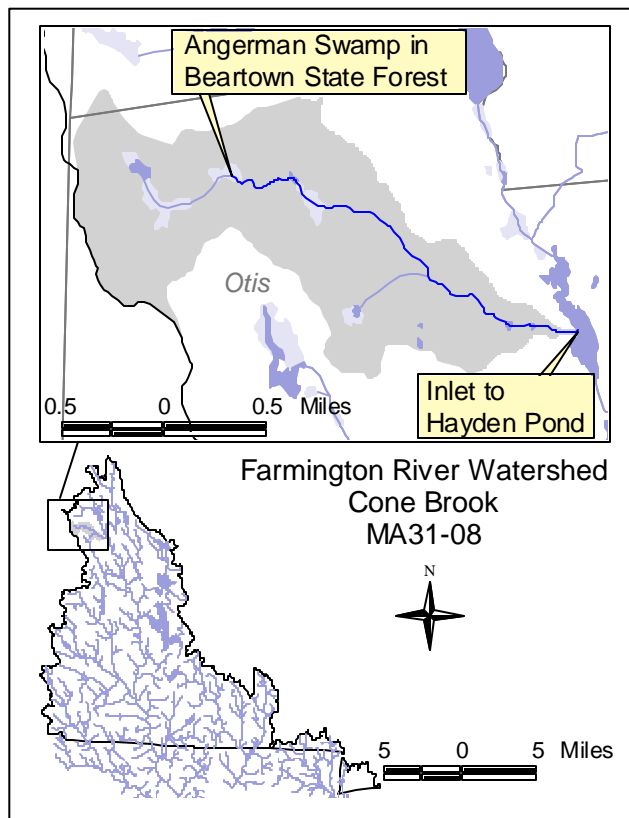 Angerman Swamp in
Beartown State Forest
Otis
0.5 0 0.5 Miles
Inlet to
Hayden Pond
Farmington River Watershed
Cone Brook
MA31-08
N
5 0 5 Miles